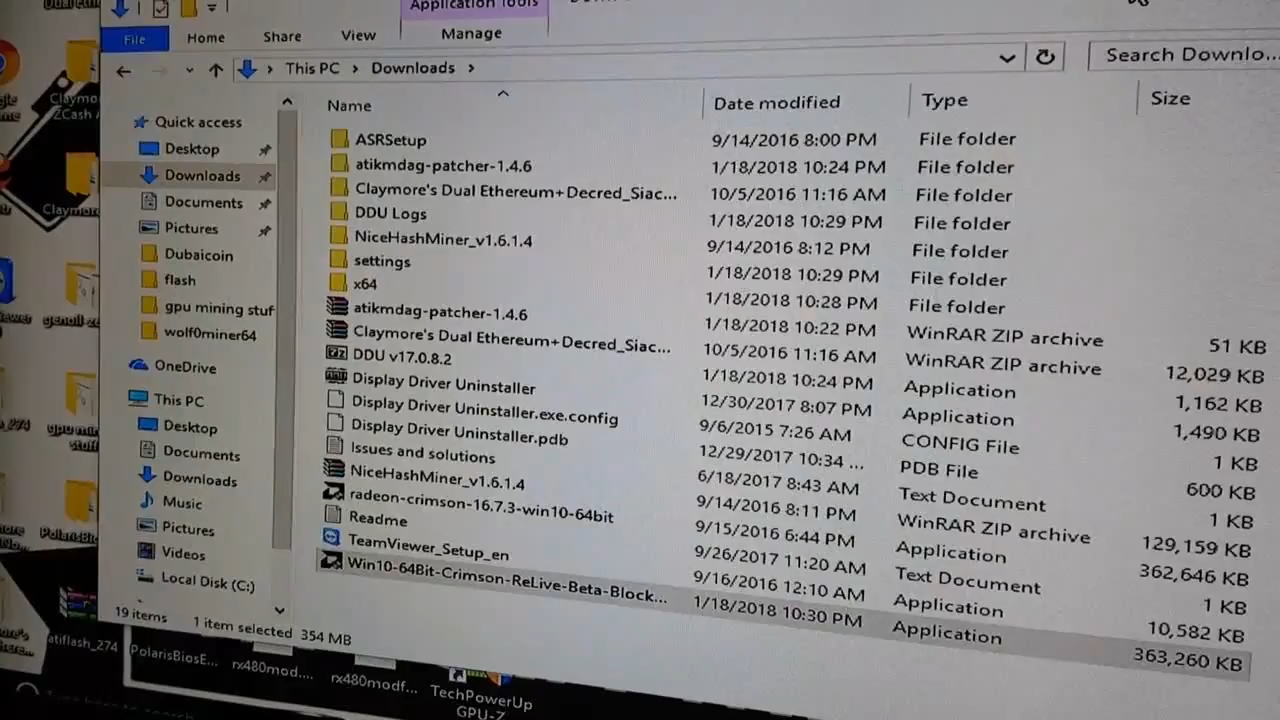 Application Tools
File Home Share View Manage
This PC > Downloads >
Search Downlo...
Name Date modified Type Size
Quick access
Desktop
Downloads
Documents
Pictures
Dubaicoin
flash
gpu mining stuf
wolf0miner64
OneDrive
This PC
Desktop
Documents
Downloads
Music
Pictures
Videos
Local Disk (C:)
ASRSetup 9/14/2016 8:00 PM File folder
atikmdag-patcher-1.4.6 1/18/2018 10:24 PM File folder
Claymore's Dual Ethereum+Decred_Siac... 10/5/2016 11:16 AM File folder
DDU Logs 1/18/2018 10:29 PM File folder
NiceHashMiner_v1.6.1.4 9/14/2016 8:12 PM File folder
settings 1/18/2018 10:29 PM File folder
x64 1/18/2018 10:28 PM File folder
atikmdag-patcher-1.4.6 1/18/2018 10:22 PM WinRAR ZIP archive 51 KB
Claymore's Dual Ethereum+Decred_Siac... 10/5/2016 11:16 AM WinRAR ZIP archive 12,029 KB
DDU v17.0.8.2 1/18/2018 10:24 PM Application 1,162 KB
Display Driver Uninstaller 12/30/2017 8:07 PM Application 1,490 KB
Display Driver Uninstaller.exe.config 9/6/2015 7:26 AM CONFIG File 1 KB
Display Driver Uninstaller.pdb 12/29/2017 10:34 ... PDB File 600 KB
Issues and solutions 6/18/2017 8:43 AM Text Document 1 KB
NiceHashMiner_v1.6.1.4 9/14/2016 8:11 PM WinRAR ZIP archive 129,159 KB
radeon-crimson-16.7.3-win10-64bit 9/15/2016 6:44 PM Application 362,646 KB
Readme 9/26/2017 11:20 AM Text Document 1 KB
TeamViewer_Setup_en 9/16/2016 12:10 AM Application 10,582 KB
Win10-64Bit-Crimson-ReLive-Beta-Block... 1/18/2018 10:30 PM Application 363,260 KB
19 items 1 item selected 354 MB
Claymo
ZCash
Claymor
atiflash_274
PolarisBiosE...
rx480mod....
rx480modf...
TechPowerUp
GPU-Z